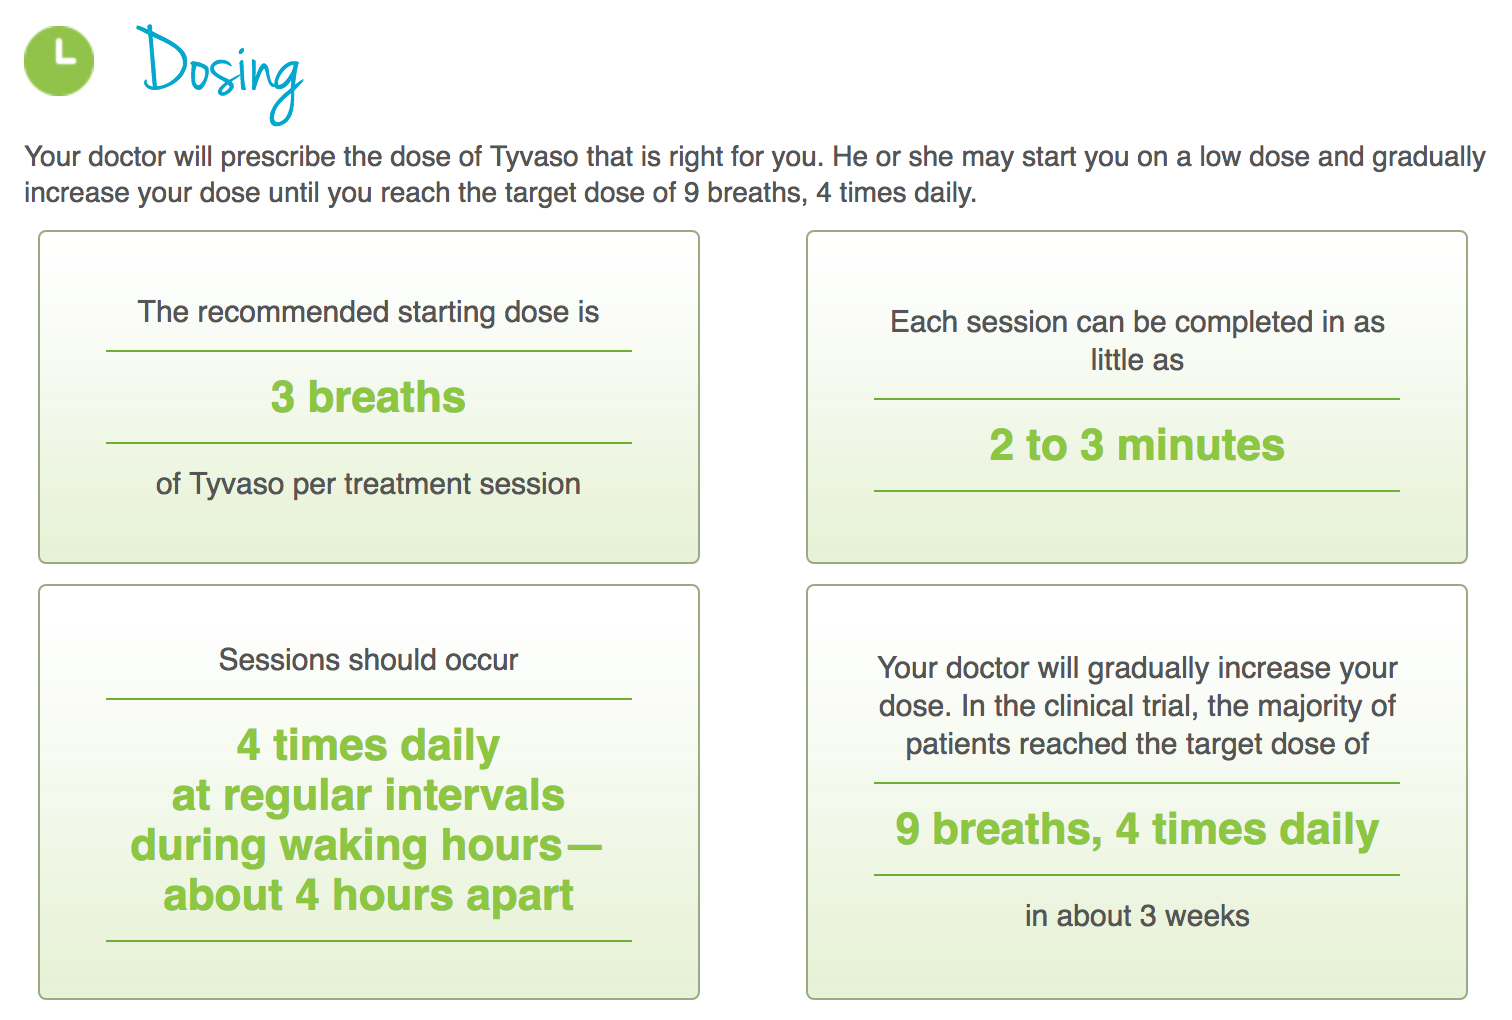 Dosing
Your doctor will prescribe the dose of Tyvaso that is right for you. He or she may start you on a low dose and gradually
increase your dose until you reach the target dose of 9 breaths, 4 times daily.
The recommended starting dose is
3 breaths
of Tyvaso per treatment session
Each session can be completed in as
little as
2 to 3 minutes
Sessions should occur
4 times daily
at regular intervals
during waking hours—
about 4 hours apart
Your doctor will gradually increase your
dose. In the clinical trial, the majority of
patients reached the target dose of
9 breaths, 4 times daily
in about 3 weeks